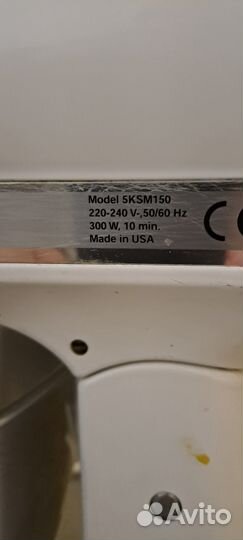 Model 5KSM150
220-240 V~,50/60 Hz
300 W, 10 min.
Made in USA
CE
Avito